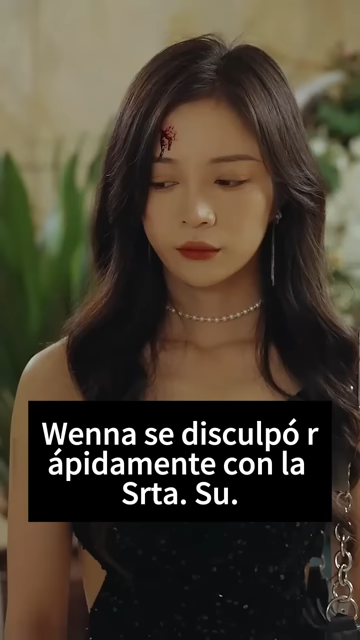 Wenna se disculpó r
ápidamente con la
Srta. Su.